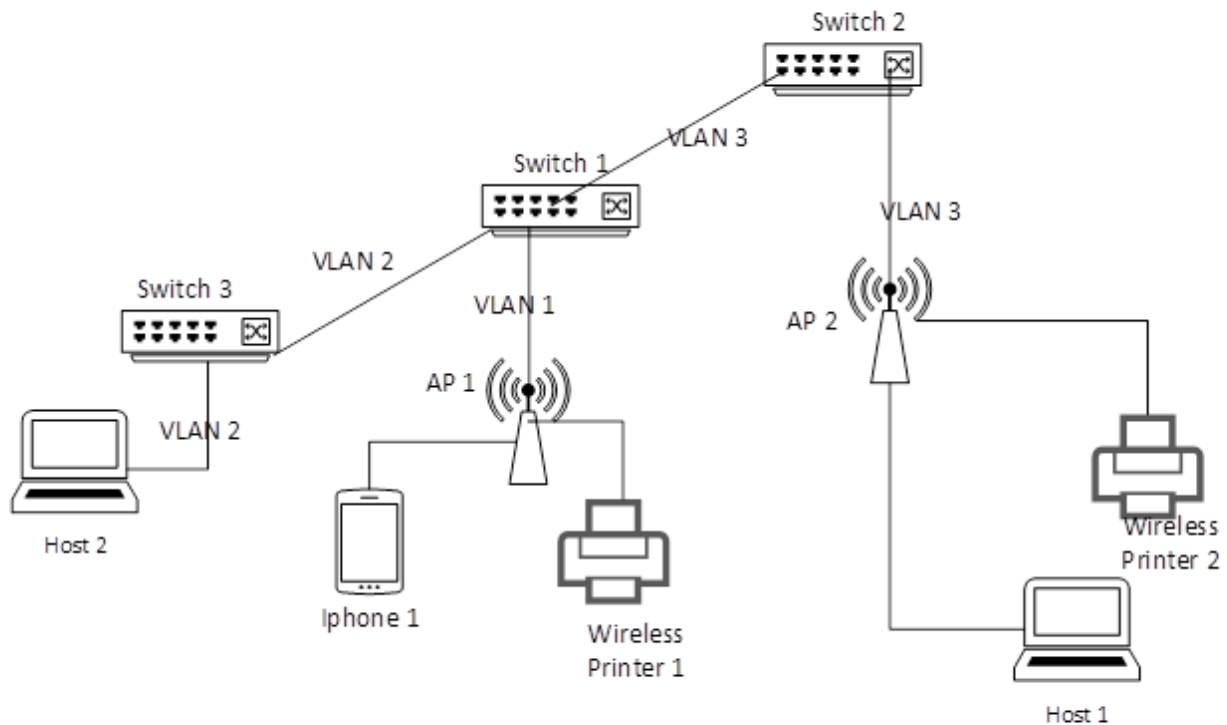 Switch 2
VLAN 3
Switch 1
VLAN 3
VLAN 2
Switch 3
VLAN 1
AP 2
AP 1
VLAN 2
Wireless
Printer 2
Host 2
Iphone 1
Wireless
Printer 1
Host 1